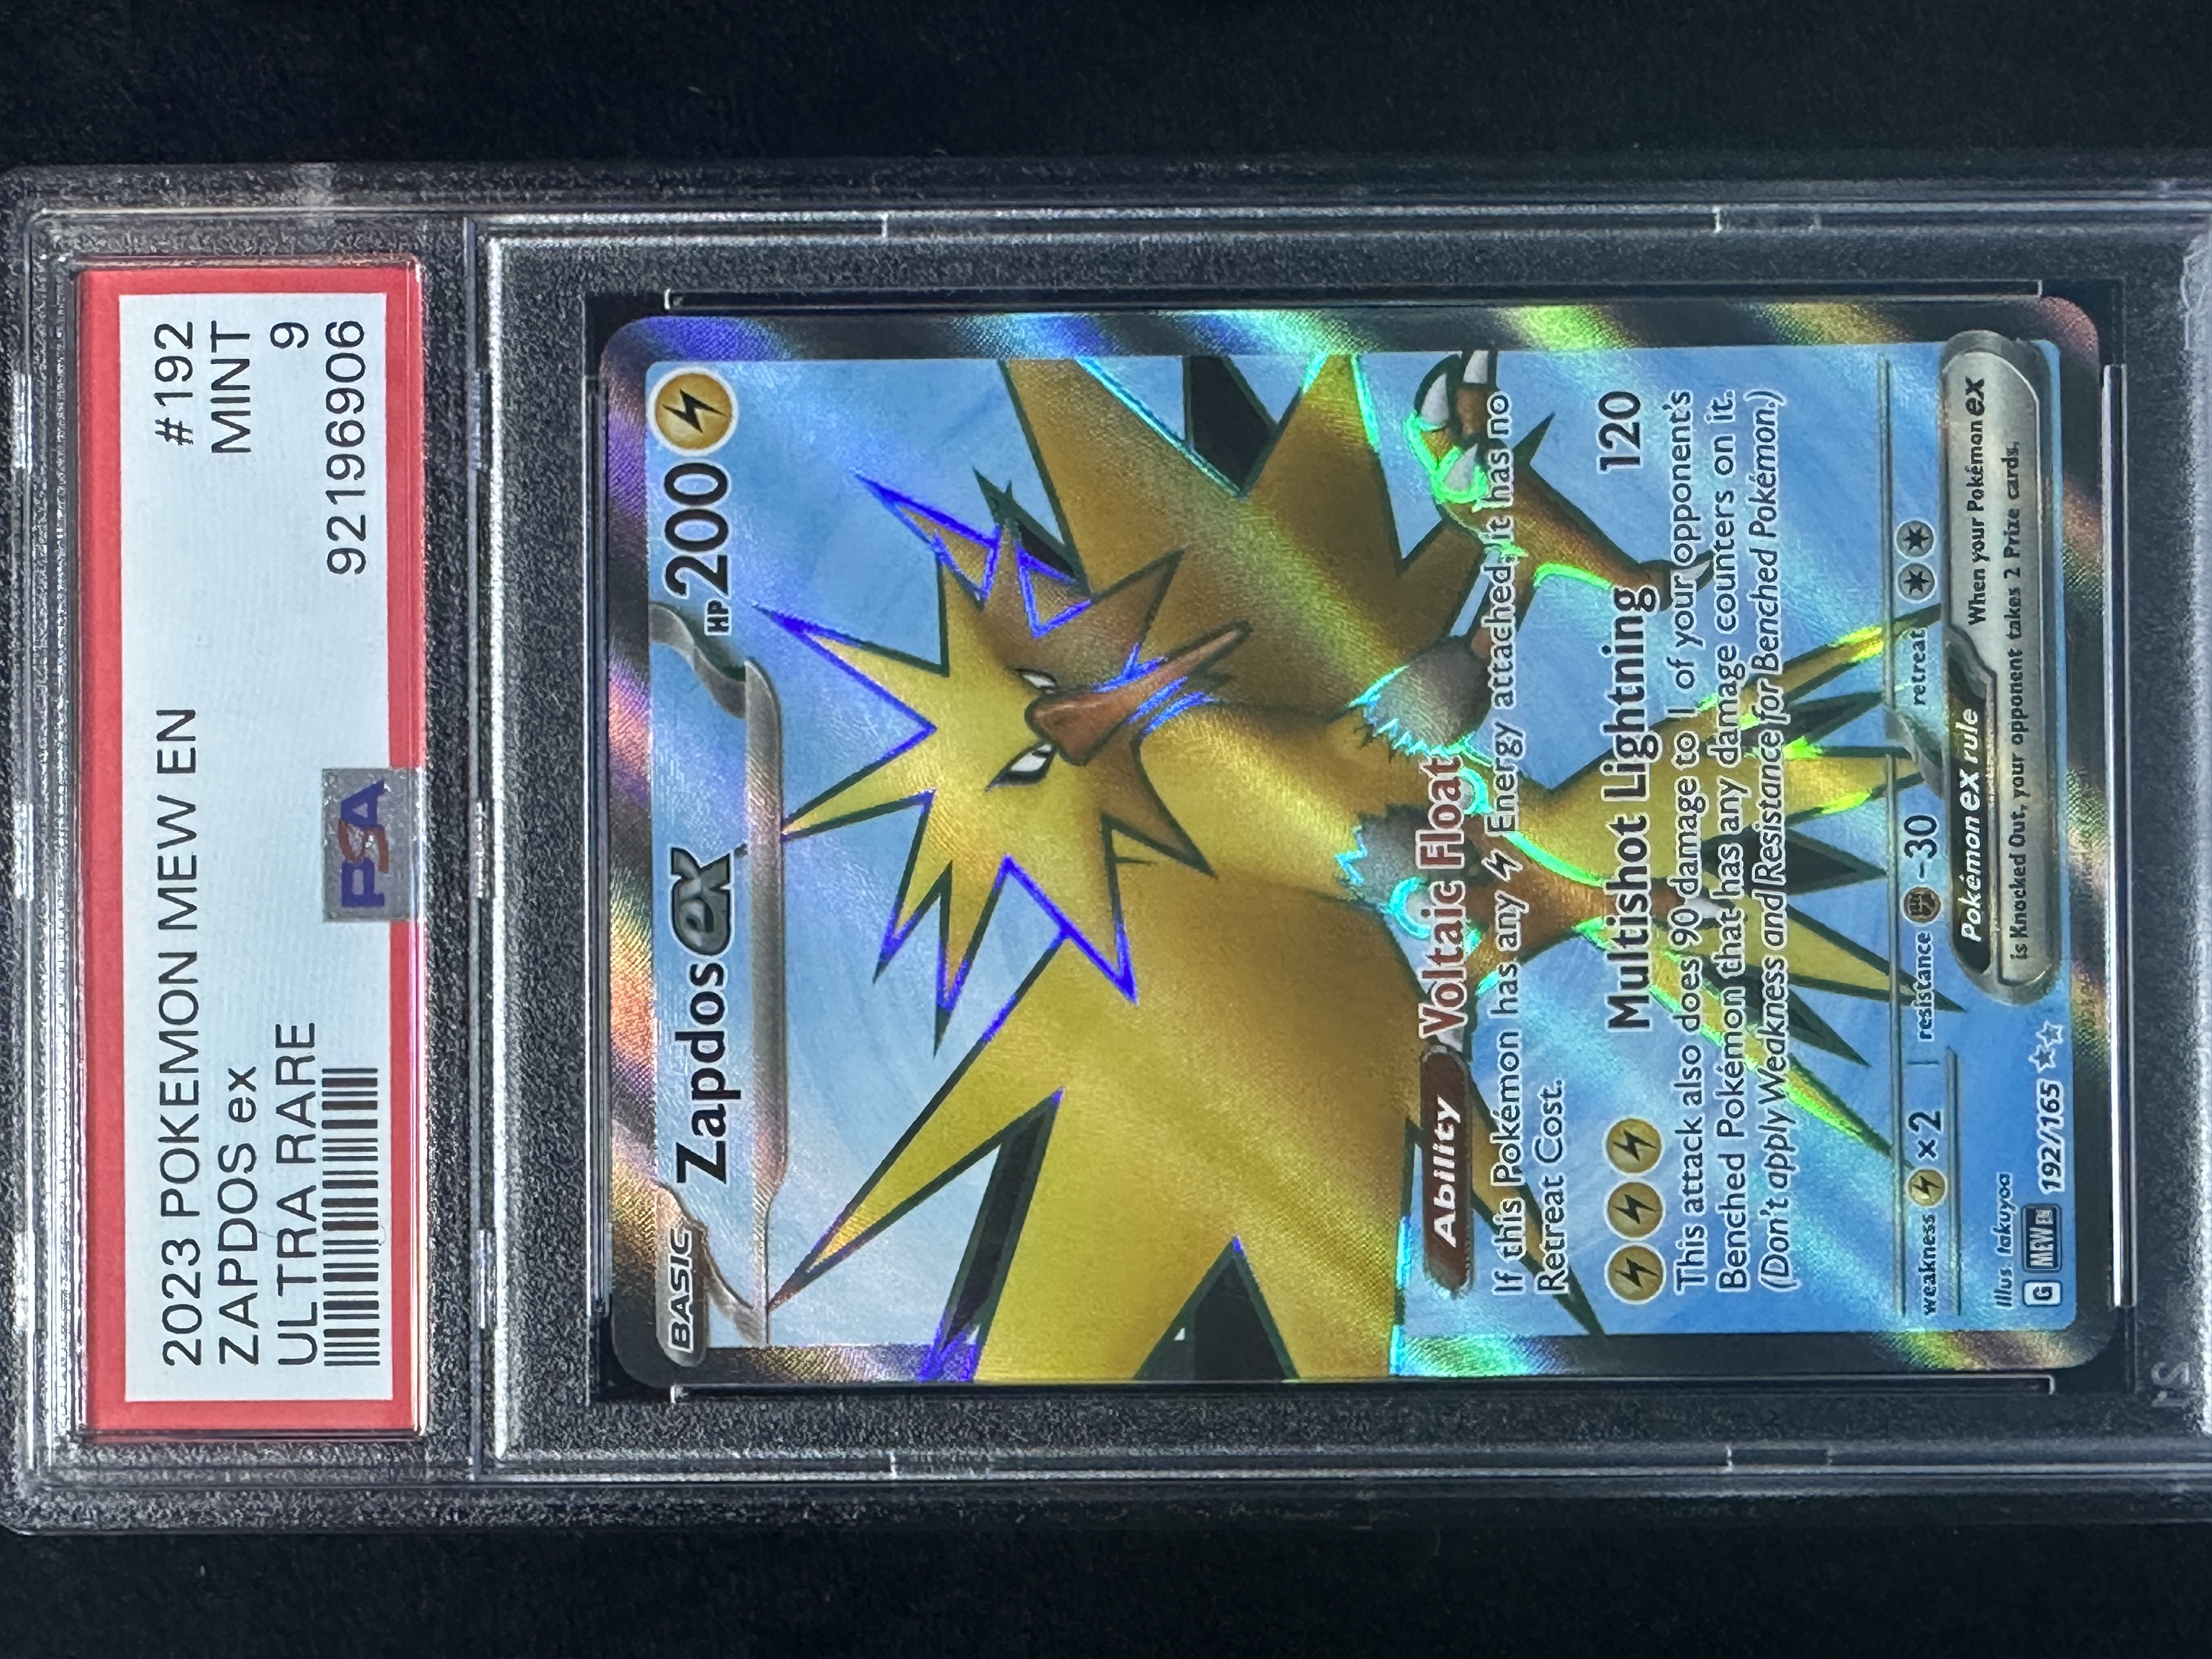 2023 POKEMON MEW EN #192
ZAPDOS ex MINT
ULTRA RARE 9
92196906
PSA
BASIC
Zapdos ex HP 200
Ability Voltaic Float
If this Pokémon has any Energy attached, it has no
Retreat Cost.
Multishot Lightning 120
This attack also does 90 damage to 1 of your opponent's
Benched Pokémon that has any damage counters on it.
(Don't apply Weakness and Resistance for Benched Pokémon.)
weakness ×2 resistance -30 retreat
Illus. takuyoa
G MEW EN 192/165
Pokémon ex rule When your Pokémon ex
is Knocked Out, your opponent takes 2 Prize cards.